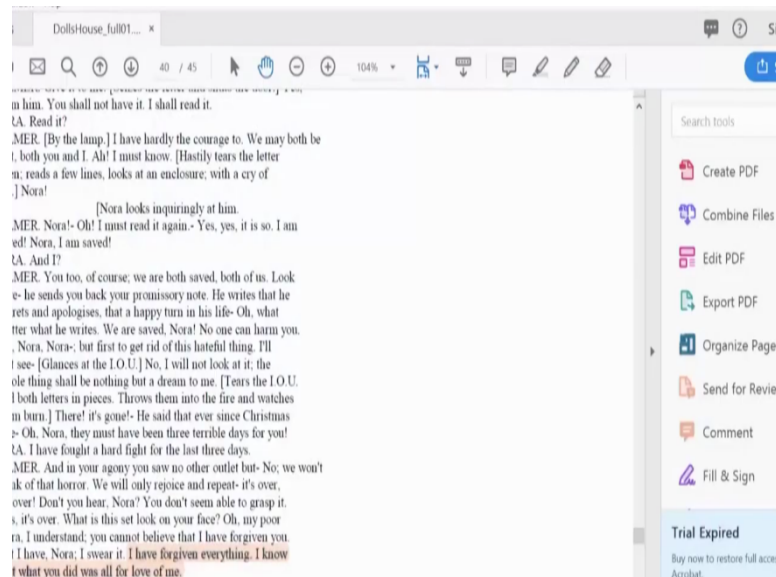 DollsHouse_full01.... ×
40 / 45
104%
n him. You shall not have it. I shall read it.
RA. Read it?
.MER. [By the lamp.] I have hardly the courage to. We may both be
t, both you and I. Ah! I must know. [Hastily tears the letter
n; reads a few lines, looks at an enclosure; with a cry of
.] Nora!
[Nora looks inquiringly at him.
.MER. Nora!- Oh! I must read it again.- Yes, yes, it is so. I am
ed! Nora, I am saved!
RA. And I?
.MER. You too, of course; we are both saved, both of us. Look
e- he sends you back your promissory note. He writes that he
rets and apologises, that a happy turn in his life- Oh, what
tter what he writes. We are saved, Nora! No one can harm you.
, Nora, Nora-; but first to get rid of this hateful thing. I'll
t see- [Glances at the I.O.U.] No, I will not look at it; the
ole thing shall be nothing but a dream to me. [Tears the I.O.U.
l both letters in pieces. Throws them into the fire and watches
m burn.] There! it's gone!- He said that ever since Christmas
e- Oh, Nora, they must have been three terrible days for you!
RA. I have fought a hard fight for the last three days.
.MER. And in your agony you saw no other outlet but- No; we won't
ak of that horror. We will only rejoice and repeat- it's over,
over! Don't you hear, Nora? You don't seem able to grasp it.
s, it's over. What is this set look on your face? Oh, my poor
ra, I understand; you cannot believe that I have forgiven you.
t I have, Nora; I swear it. I have forgiven everything. I know
t what you did was all for love of me.
Search tools
Create PDF
Combine Files
Edit PDF
Export PDF
Organize Page
Send for Revie
Comment
Fill & Sign
Trial Expired
Buy now to restore full acce
Acrobat.